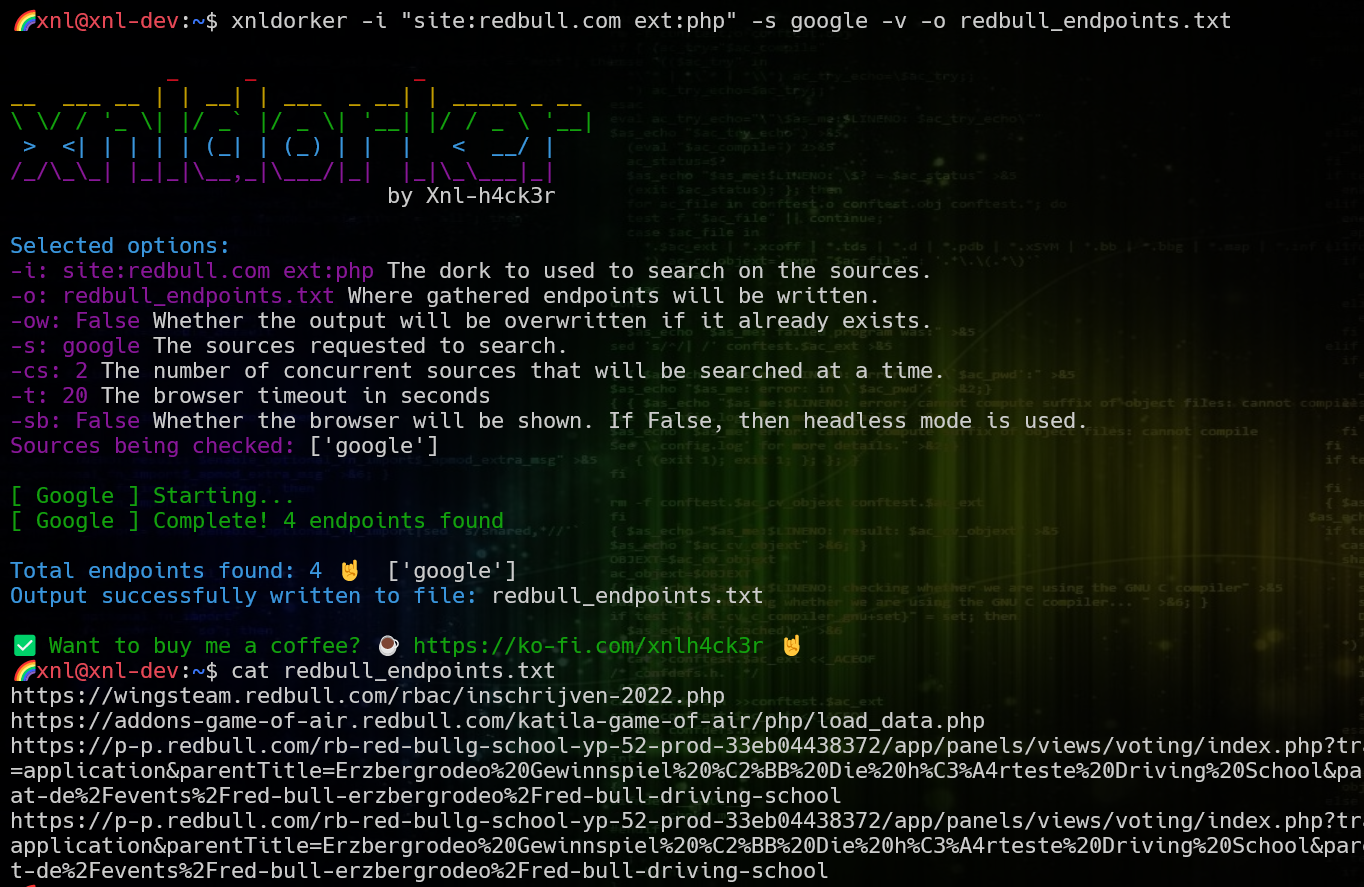 🌈xnl@xnl-dev:~$ xnldorker -i "site:redbull.com ext:php" -s google -v -o redbull_endpoints.txt
by Xnl-h4ck3r
Selected options:
-i: site:redbull.com ext:php The dork to used to search on the sources.
-o: redbull_endpoints.txt Where gathered endpoints will be written.
-ow: False Whether the output will be overwritten if it already exists.
-s: google The sources requested to search.
-cs: 2 The number of concurrent sources that will be searched at a time.
-t: 20 The browser timeout in seconds
-sb: False Whether the browser will be shown. If False, then headless mode is used.
Sources being checked: ['google']
[ Google ] Starting...
[ Google ] Complete! 4 endpoints found
Total endpoints found: 4 🤘  ['google']
Output successfully written to file: redbull_endpoints.txt
✅ Want to buy me a coffee? ☕ https://ko-fi.com/xnlh4ck3r 🤘
🌈xnl@xnl-dev:~$ cat redbull_endpoints.txt
https://wingsteam.redbull.com/rbac/inschrijven-2022.php
https://addons-game-of-air.redbull.com/katila-game-of-air/php/load_data.php
https://p-p.redbull.com/rb-red-bullg-school-yp-52-prod-33eb04438372/app/panels/views/voting/index.php?tr
=application&parentTitle=Erzbergrodeo%20Gewinnspiel%20%C2%BB%20Die%20h%C3%A4rteste%20Driving%20School&pa
at-de%2Fevents%2Fred-bull-erzbergrodeo%2Fred-bull-driving-school
https://p-p.redbull.com/rb-red-bullg-school-yp-52-prod-33eb04438372/app/panels/views/voting/index.php?tr
application&parentTitle=Erzbergrodeo%20Gewinnspiel%20%C2%BB%20Die%20h%C3%A4rteste%20Driving%20School&par
t-de%2Fevents%2Fred-bull-erzbergrodeo%2Fred-bull-driving-school